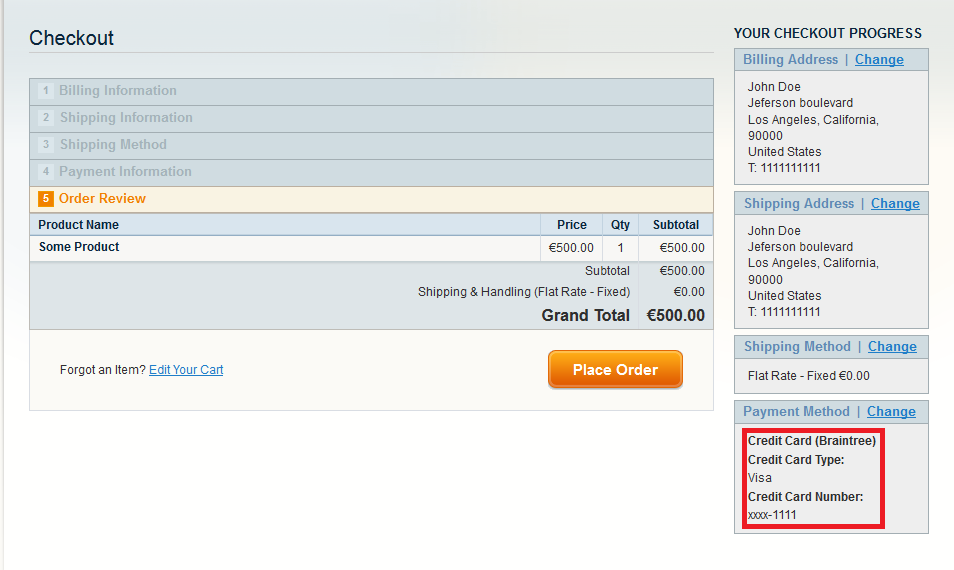 Checkout
1 Billing Information
2 Shipping Information
3 Shipping Method
4 Payment Information
5 Order Review
Product Name Price Qty Subtotal
Some Product €500.00 1 €500.00
Subtotal €500.00
Shipping & Handling (Flat Rate - Fixed) €0.00
Grand Total €500.00
Forgot an Item? Edit Your Cart
Place Order
YOUR CHECKOUT PROGRESS
Billing Address | Change
John Doe
Jeferson boulevard
Los Angeles, California,
90000
United States
T: 1111111111
Shipping Address | Change
John Doe
Jeferson boulevard
Los Angeles, California,
90000
United States
T: 1111111111
Shipping Method | Change
Flat Rate - Fixed €0.00
Payment Method | Change
Credit Card (Braintree)
Credit Card Type:
Visa
Credit Card Number:
xxxx-1111